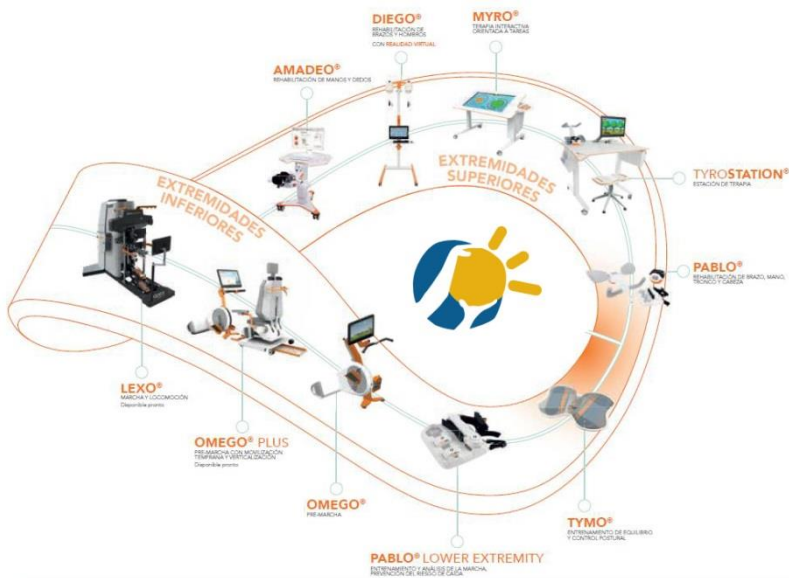 DIEGO®
REHABILITACIÓN DE
BRAZOS Y HOMBROS
CON REALIDAD VIRTUAL
MYRO®
TERAPIA INTERACTIVA
ORIENTADA A TAREAS
AMADEO®
REHABILITACIÓN DE MANOS Y DEDOS
EXTREMIDADES
INFERIORES
EXTREMIDADES
SUPERIORES
TYROSTATION®
ESTACIÓN DE TERAPIA
PABLO®
REHABILITACIÓN DE BRAZO, MANO,
TRONCO Y CABEZA
LEXO®
MARCHA Y LOCOMOCIÓN
Disponible pronto
OMEGO® PLUS
PRE-MARCHA CON MOVILIZACIÓN
TEMPRANA Y VERTICALIZACIÓN
Disponible pronto
OMEGO®
PRE-MARCHA
TYMO®
ENTRENAMIENTO DE EQUILIBRIO
Y CONTROL POSTURAL
PABLO® LOWER EXTREMITY
ENTRENAMIENTO Y ANÁLISIS DE LA MARCHA,
PREVENCIÓN DEL RIESGO DE CAÍDA